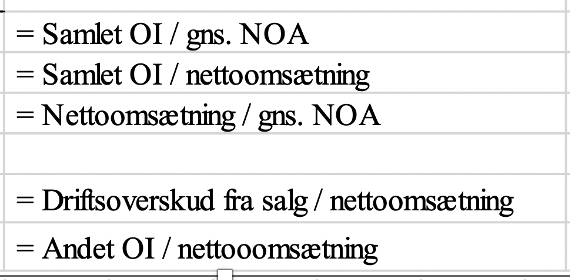 = Samlet OI / gns. NOA
= Samlet OI / nettoomsætning
= Nettoomsætning / gns. NOA
= Driftsoverskud fra salg / nettoomsætning
= Andet OI / nettooomsætning